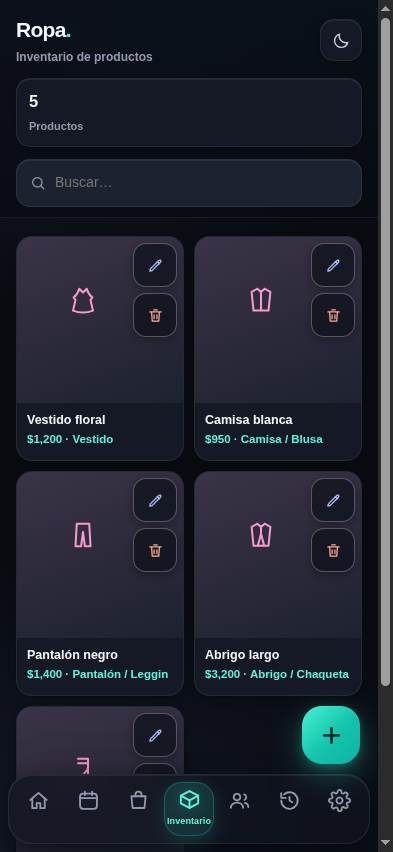 Ropa.
Inventario de productos
5
Productos
Buscar…
Vestido floral
$1,200 · Vestido
Camisa blanca
$950 · Camisa / Blusa
Pantalón negro
$1,400 · Pantalón / Leggin
Abrigo largo
$3,200 · Abrigo / Chaqueta
Inventario